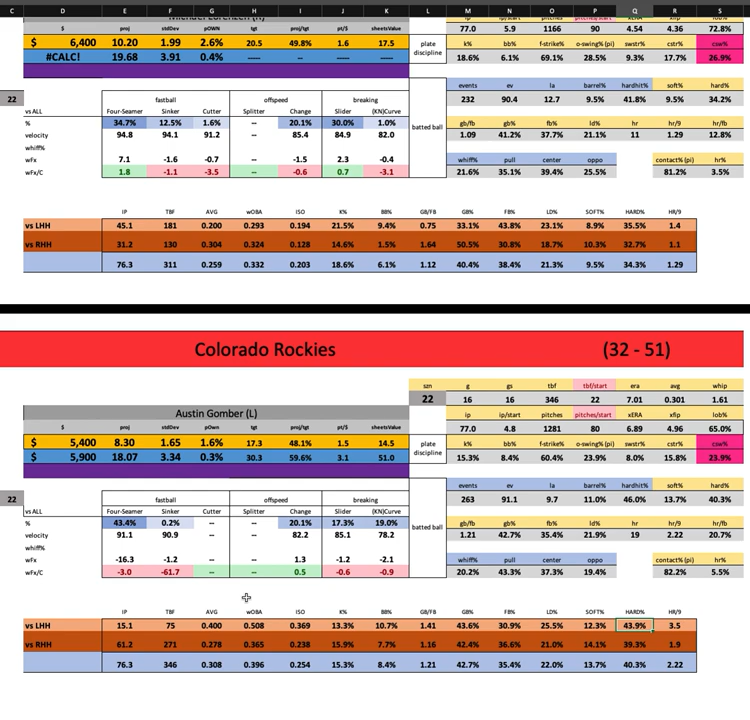 C D E F G H I J K L M N O P Q R S
Michael Lorenzen (R) ip ip/start pitches pitches/start xERA xfip lob%
$ proj stdDev pOWN tgt proj/tgt pt/$ sheetsValue 77.0 5.9 1166 90 4.54 4.36 72.8%
$ 6,400 10.20 1.99 2.6% 20.5 49.8% 1.6 17.5 plate discipline k% bb% f-strike% o-swing% (pi) swstr% cstr% csw%
#CALC! 19.68 3.91 0.4% ---- -- ---- -- 18.6% 6.1% 69.1% 28.5% 9.3% 17.7% 26.9%
events ev la barrel% hardhit% soft% hard%
22 fastball offspeed breaking 232 90.4 12.7 9.5% 41.8% 9.5% 34.2%
vs ALL Four-Seamer Sinker Cutter Splitter Change Slider (KN)Curve
% 34.7% 12.5% 1.6% -- 20.1% 30.0% 1.0% batted ball gb/fb gb% fb% ld% hr hr/9 hr/fb
velocity 94.8 94.1 91.2 -- 85.4 84.9 82.0 1.09 41.2% 37.7% 21.1% 11 1.29 12.8%
whiff%
wFx 7.1 -1.6 -0.7 -1.5 2.3 -0.4 whiff% pull center oppo contact% (pi) hr%
wFx/C 1.8 -1.1 -3.5 -- -0.6 0.7 -3.1 21.6% 35.1% 39.4% 25.5% 81.2% 3.5%
IP TBF AVG wOBA ISO K% BB% GB/FB GB% FB% LD% SOFT% HARD% HR/9
vs LHH 45.1 181 0.200 0.293 0.194 21.5% 9.4% 0.75 33.1% 43.8% 23.1% 8.9% 35.5% 1.4
vs RHH 31.2 130 0.304 0.324 0.128 14.6% 1.5% 1.64 50.5% 30.8% 18.7% 10.3% 32.7% 1.1
76.3 311 0.259 0.332 0.203 18.6% 6.1% 1.12 40.4% 38.4% 21.3% 9.5% 34.3% 1.29
Colorado Rockies (32 - 51)
szn g gs tbf tbf/start era avg whip
22 16 16 346 22 7.01 0.301 1.61
Austin Gomber (L) ip ip/start pitches pitches/start xERA xfip lob%
$ proj stdDev pOwn tgt proj/tgt pt/$ sheetsValue 77.0 4.8 1281 80 6.89 4.96 65.0%
$ 5,400 8.30 1.65 1.6% 17.3 48.1% 1.5 14.5 plate discipline k% bb% f-strike% o-swing% (pi) swstr% cstr% csw%
$ 5,900 18.07 3.34 0.3% 30.3 59.6% 3.1 51.0 15.3% 8.4% 60.4% 23.9% 8.0% 15.8% 23.9%
events ev la barrel% hardhit% soft% hard%
22 fastball offspeed breaking 263 91.1 9.7 11.0% 46.0% 13.7% 40.3%
vs ALL Four-Seamer Sinker Cutter Splitter Change Slider (KN)Curve
% 43.4% 0.2% -- -- 20.1% 17.3% 19.0% batted ball gb/fb gb% fb% ld% hr hr/9 hr/fb
velocity 91.1 90.9 -- 82.2 85.1 78.2 1.21 42.7% 35.4% 21.9% 19 2.22 20.7%
whiff%
wFx -16.3 -1.2 1.3 -1.2 -2.1 whiff% pull center oppo contact% (pi) hr%
wFx/C -3.0 -61.7 -- -- 0.5 -0.6 -0.9 20.2% 43.3% 37.3% 19.4% 82.2% 5.5%
IP TBF AVG wOBA ISO K% BB% GB/FB GB% FB% LD% SOFT% HARD% HR/9
vs LHH 15.1 75 0.400 0.508 0.369 13.3% 10.7% 1.41 43.6% 30.9% 25.5% 12.3% 43.9% 3.5
vs RHH 61.2 271 0.278 0.365 0.238 15.9% 7.7% 1.16 42.4% 36.6% 21.0% 14.1% 39.3% 1.9
76.3 346 0.308 0.396 0.254 15.3% 8.4% 1.21 42.7% 35.4% 22.0% 13.7% 40.3% 2.22